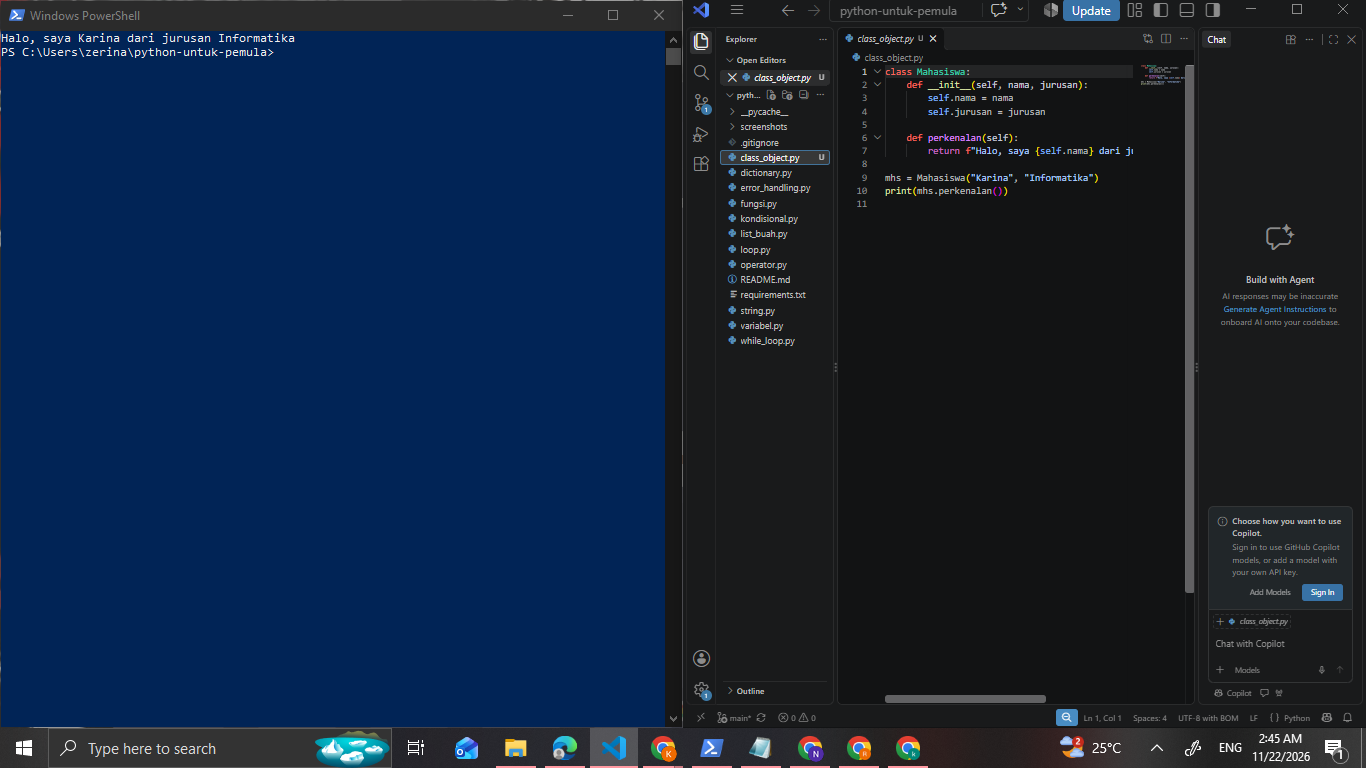 Windows PowerShell
Halo, saya Karina dari jurusan Informatika
PS C:\Users\zerina\python-untuk-pemula>
python-untuk-pemula
Update
Explorer
Open Editors
class_object.py U
pyth...
__pycache__
screenshots
.gitignore
class_object.py U
dictionary.py
error_handling.py
fungsi.py
kondisional.py
list_buah.py
loop.py
operator.py
README.md
requirements.txt
string.py
variabel.py
while_loop.py
Outline
class_object.py U
class_object.py
1 class Mahasiswa:
2 def __init__(self, nama, jurusan):
3 self.nama = nama
4 self.jurusan = jurusan
5
6 def perkenalan(self):
7 return f"Halo, saya {self.nama} dari ju
8
9 mhs = Mahasiswa("Karina", "Informatika")
10 print(mhs.perkenalan())
11
Chat
Build with Agent
AI responses may be inaccurate
Generate Agent Instructions to
onboard AI onto your codebase.
Choose how you want to use
Copilot.
Sign in to use GitHub Copilot
models, or add a model with
your own API key.
Add Models Sign In
class_object.py
Chat with Copilot
Models
Copilot
main* 0 0 Ln 1, Col 1 Spaces: 4 UTF-8 with BOM LF Python
Type here to search
25°C
ENG
2:45 AM
11/22/2026